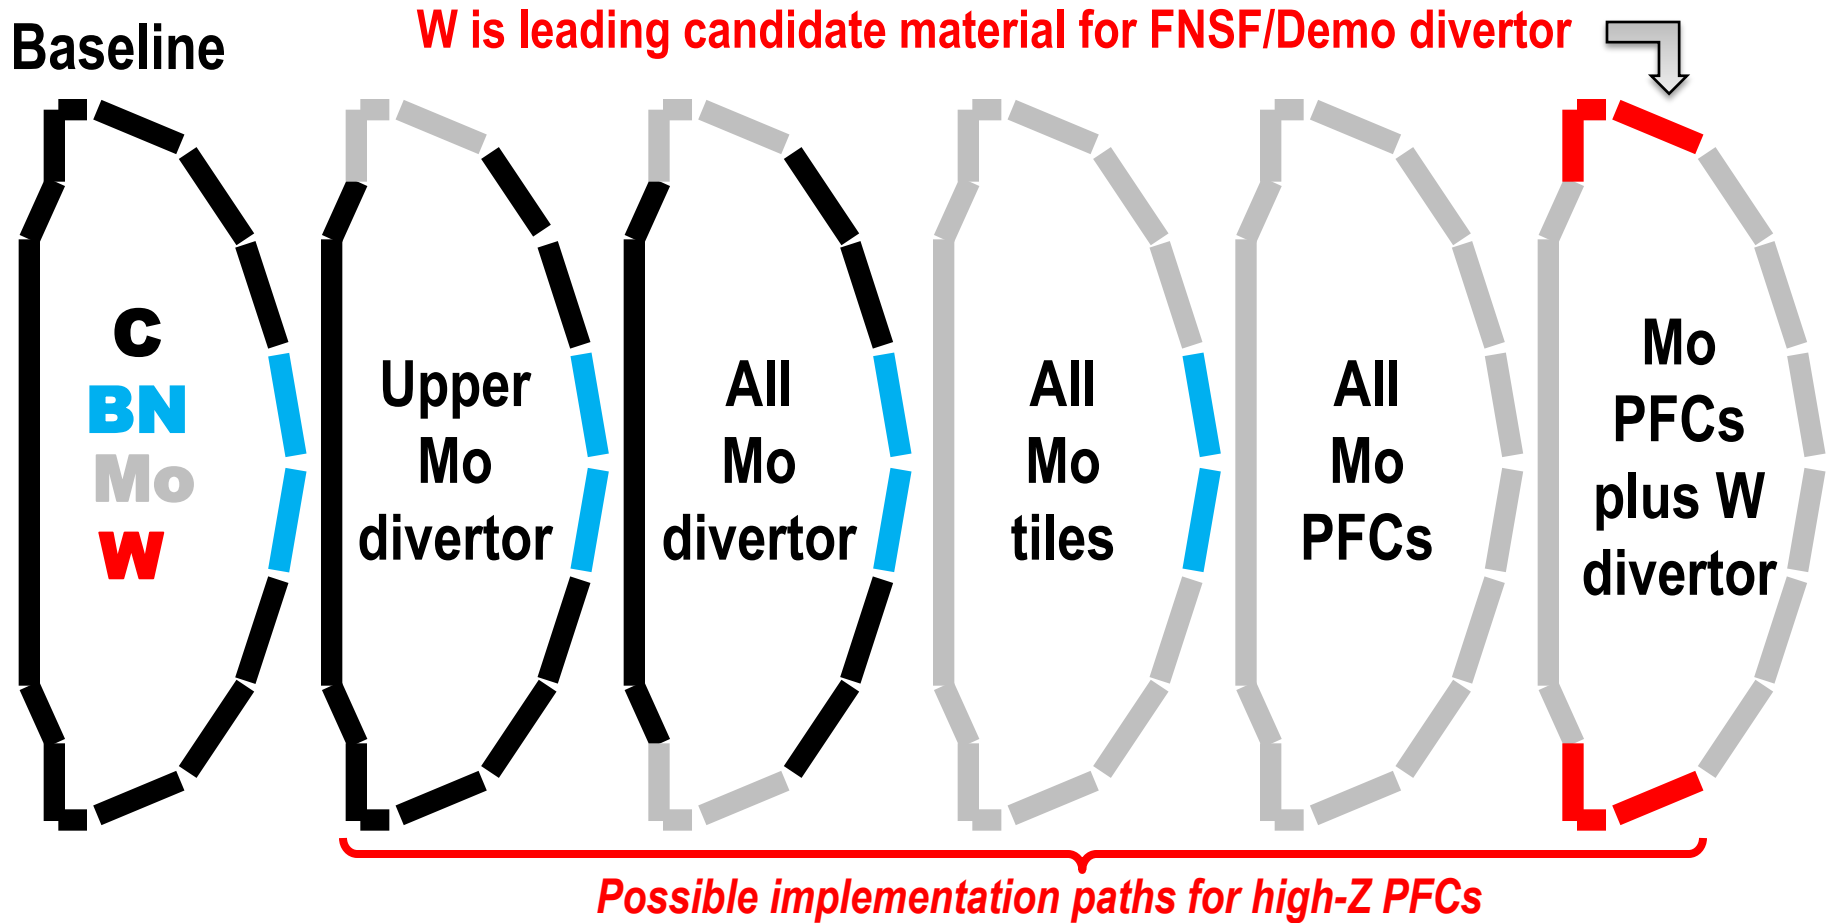 Baseline
W is leading candidate material for FNSF/Demo divertor
C
BN
Mo
W
Upper
Mo
divertor
All
Mo
divertor
All
Mo
tiles
All
Mo
PFCs
Mo
PFCs
plus W
divertor
Possible implementation paths for high-Z PFCs